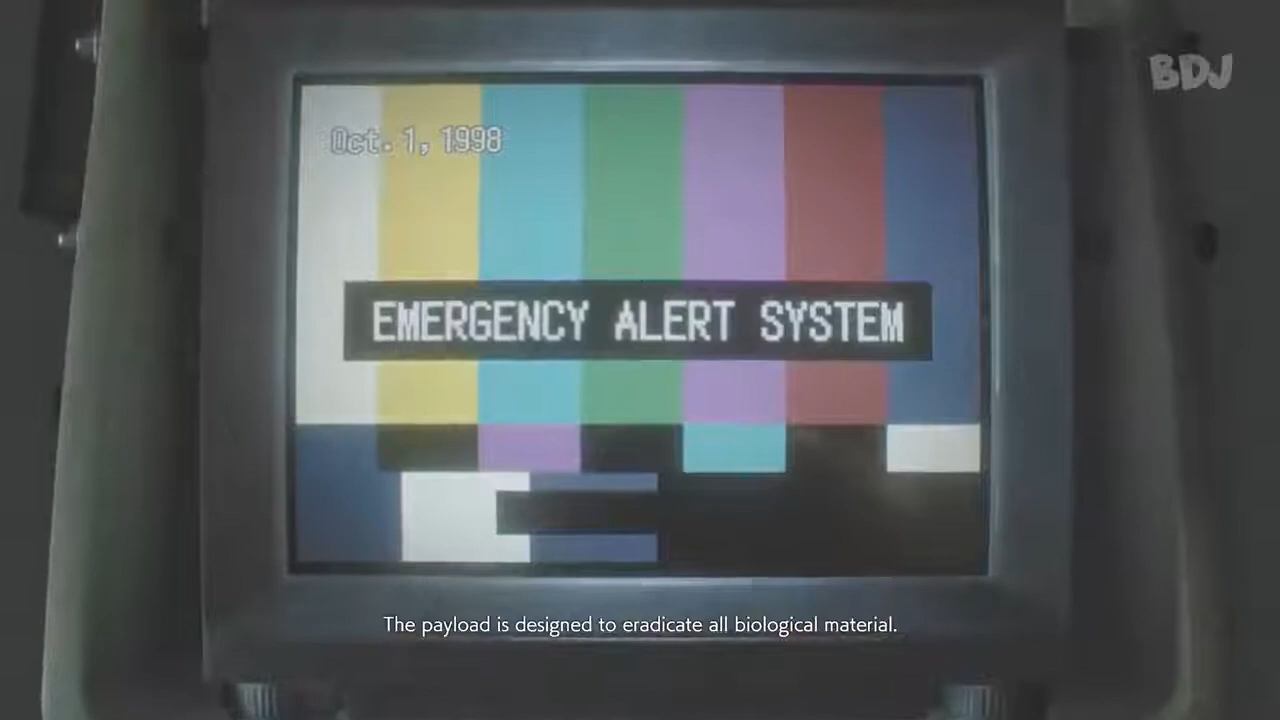 BDJ
Oct. 1, 1998
EMERGENCY ALERT SYSTEM
The payload is designed to eradicate all biological material.